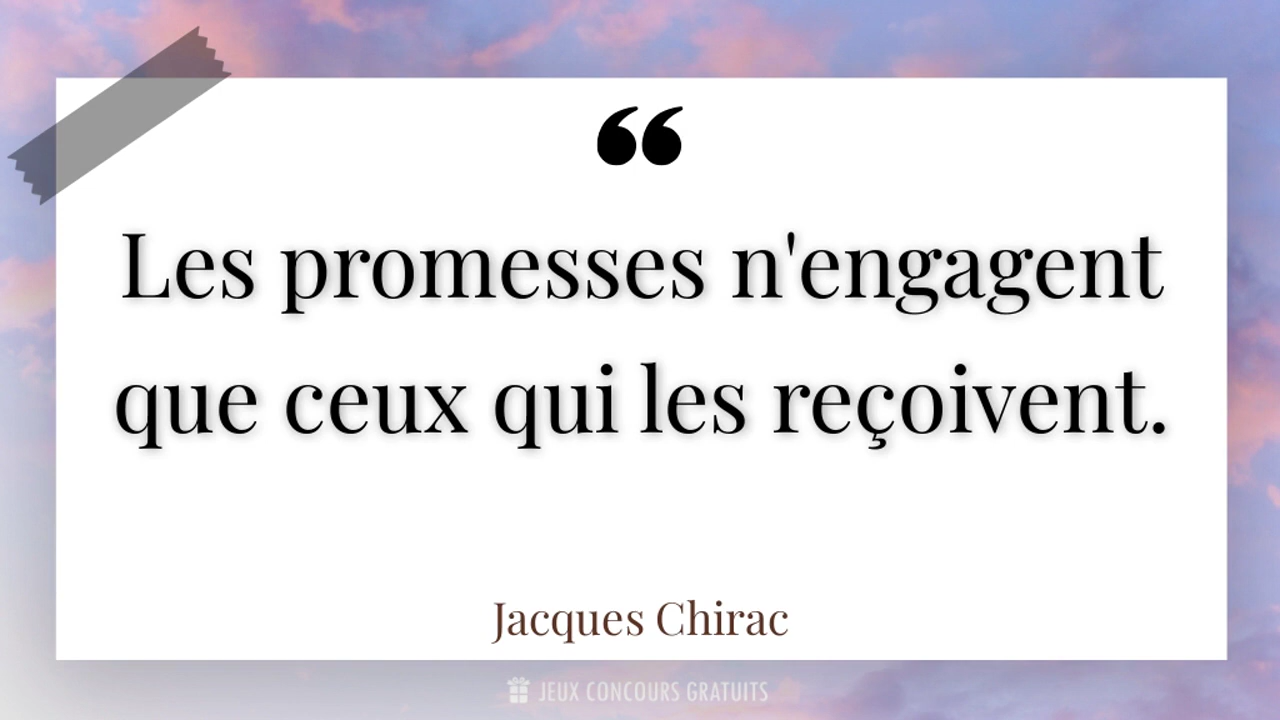 “
Les promesses n'engagent
que ceux qui les reçoivent.
Jacques Chirac
JEUX CONCOURS GRATUITS